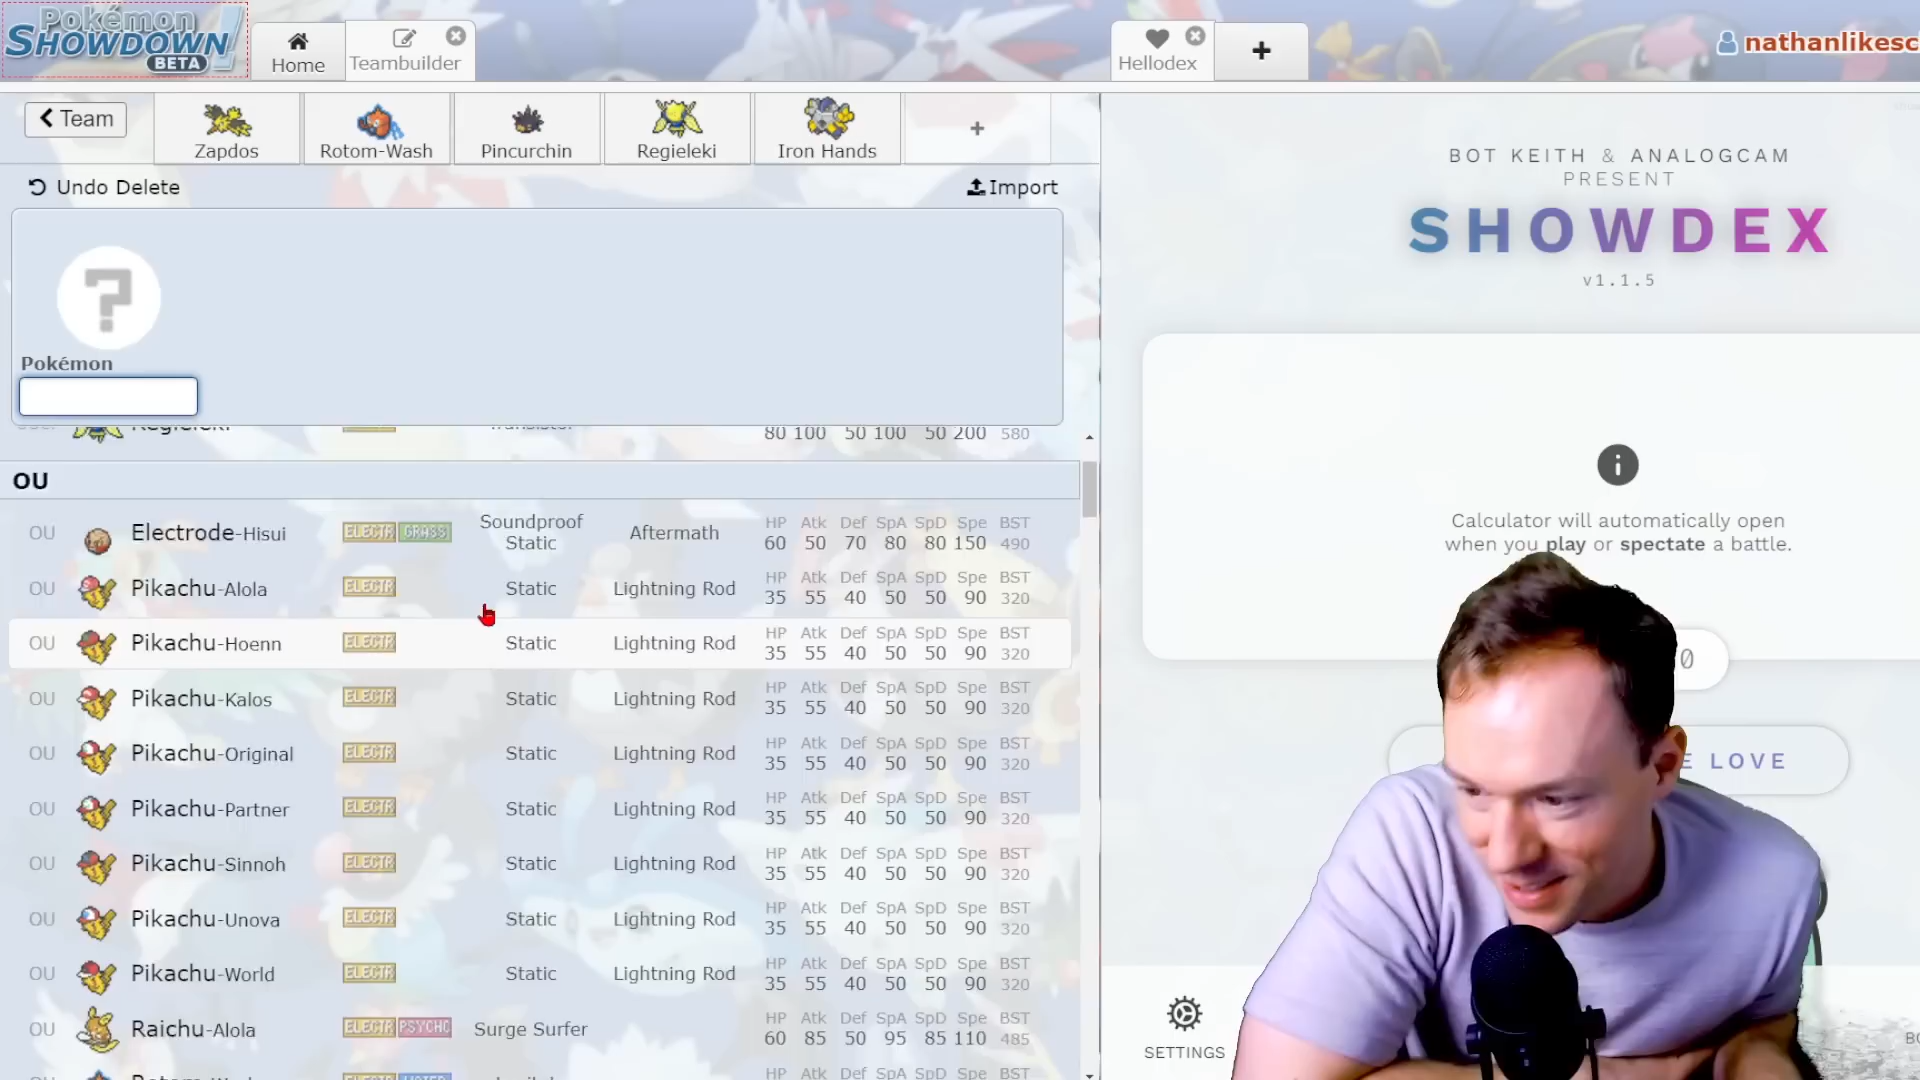 Pokémon
SHOWDOWN!
BETA
Home
Teambuilder
Hellodex
nathanlikesc
Team
Zapdos
Rotom-Wash
Pincurchin
Regieleki
Iron Hands
Undo Delete
Import
Pokémon
Regieleki Transistor 80 100 50 100 50 200 580
OU
OU Electrode-Hisui ELECTR GRASS Soundproof Static Aftermath HP 60 Atk 50 Def 70 SpA 80 SpD 80 Spe 150 BST 490
OU Pikachu-Alola ELECTR Static Lightning Rod HP 35 Atk 55 Def 40 SpA 50 SpD 50 Spe 90 BST 320
OU Pikachu-Hoenn ELECTR Static Lightning Rod HP 35 Atk 55 Def 40 SpA 50 SpD 50 Spe 90 BST 320
OU Pikachu-Kalos ELECTR Static Lightning Rod HP 35 Atk 55 Def 40 SpA 50 SpD 50 Spe 90 BST 320
OU Pikachu-Original ELECTR Static Lightning Rod HP 35 Atk 55 Def 40 SpA 50 SpD 50 Spe 90 BST 320
OU Pikachu-Partner ELECTR Static Lightning Rod HP 35 Atk 55 Def 40 SpA 50 SpD 50 Spe 90 BST 320
OU Pikachu-Sinnoh ELECTR Static Lightning Rod HP 35 Atk 55 Def 40 SpA 50 SpD 50 Spe 90 BST 320
OU Pikachu-Unova ELECTR Static Lightning Rod HP 35 Atk 55 Def 40 SpA 50 SpD 50 Spe 90 BST 320
OU Pikachu-World ELECTR Static Lightning Rod HP 35 Atk 55 Def 40 SpA 50 SpD 50 Spe 90 BST 320
OU Raichu-Alola ELECTR PSYCHC Surge Surfer HP 60 Atk 85 Def 50 SpA 95 SpD 85 Spe 110 BST 485
HP Atk Def SpA SpD Spe BST
BOT KEITH & ANALOGCAM
PRESENT
SHOWDEX
v1.1.5
Calculator will automatically open
when you play or spectate a battle.
0
E LOVE
SETTINGS